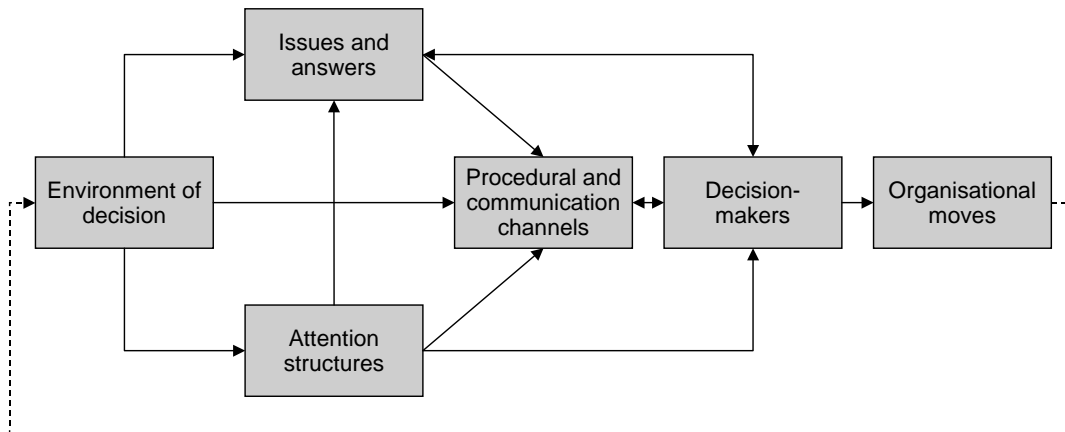 Issues and
answers
Environment of
decision
Procedural and
communication
channels
Decision-
makers
Organisational
moves
Attention
structures